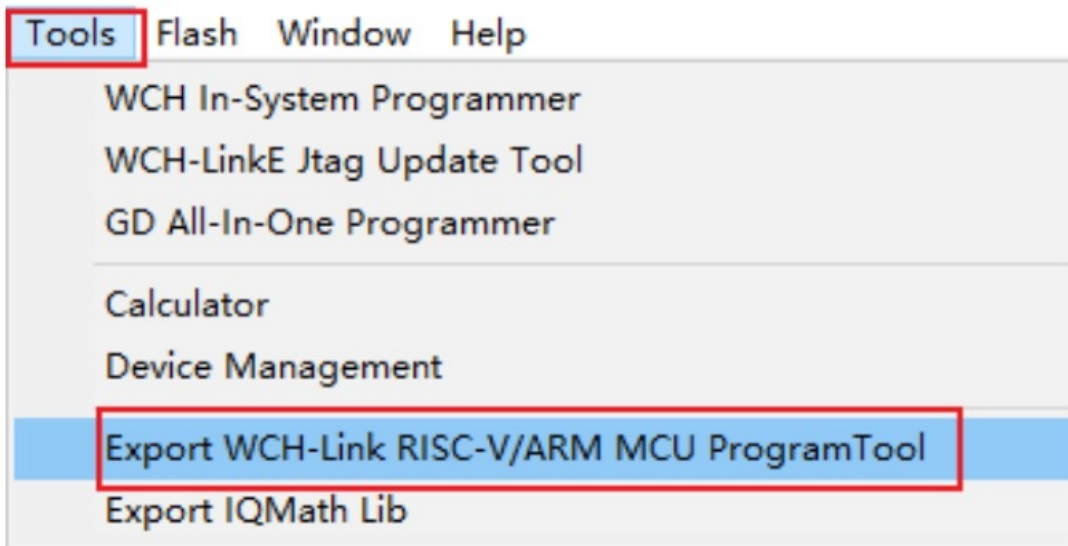 Tools Flash Window Help
WCH In-System Programmer
WCH-LinkE Jtag Update Tool
GD All-In-One Programmer
Calculator
Device Management
Export WCH-Link RISC-V/ARM MCU ProgramTool
Export IQMath Lib